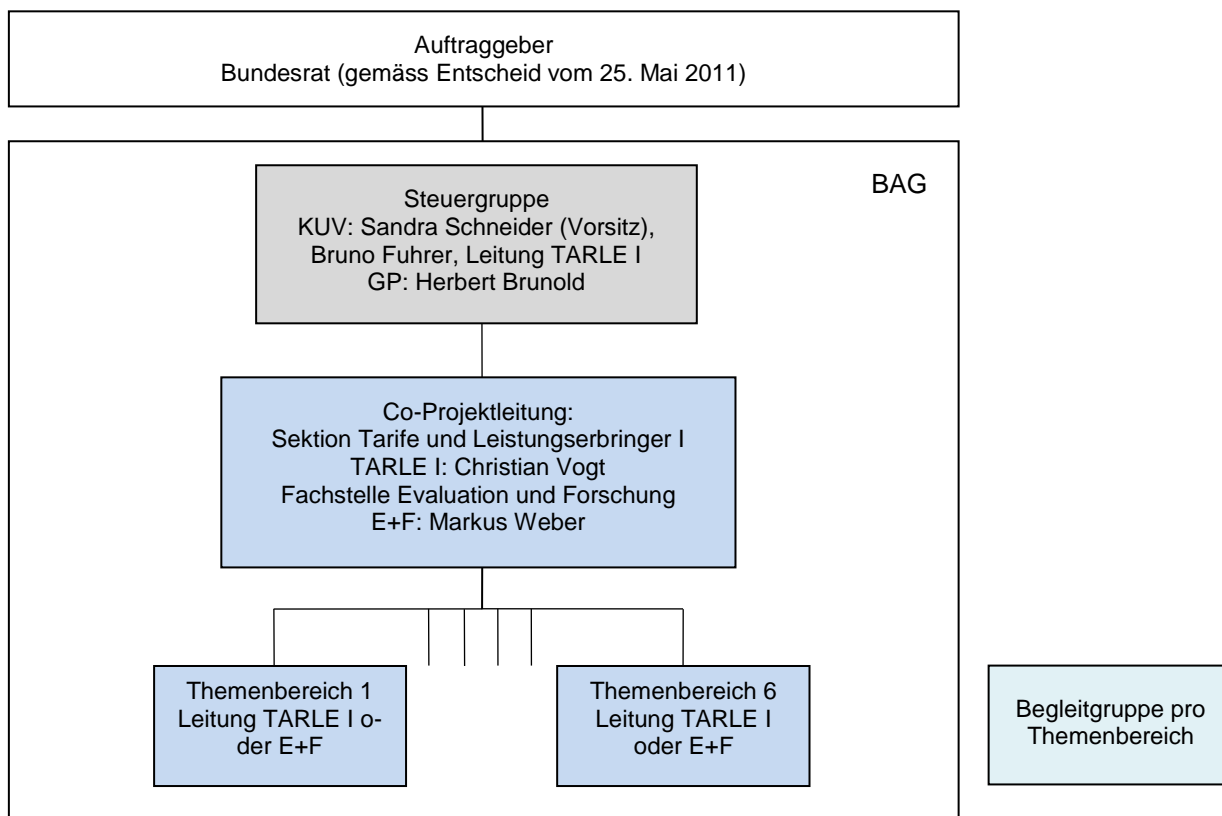 Auftraggeber
Bundesrat (gemäss Entscheid vom 25. Mai 2011)
BAG
Steuergruppe
KUV: Sandra Schneider (Vorsitz),
Bruno Fuhrer, Leitung TARLE I
GP: Herbert Brunold
Co-Projektleitung:
Sektion Tarife und Leistungserbringer I
TARLE I: Christian Vogt
Fachstelle Evaluation und Forschung
E+F: Markus Weber
Themenbereich 1
Leitung TARLE I o-
der E+F
Themenbereich 6
Leitung TARLE I
oder E+F
Begleitgruppe pro
Themenbereich